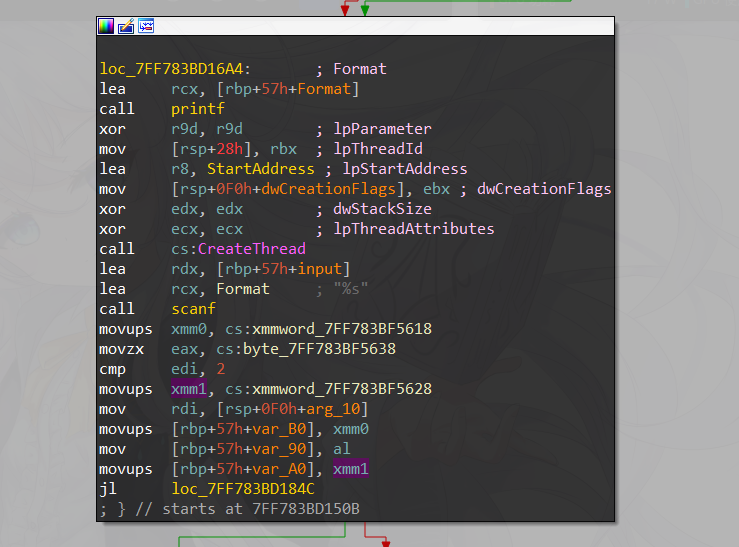 loc_7FF783BD16A4: ; Format
lea rcx, [rbp+57h+Format]
call printf
xor r9d, r9d ; lpParameter
mov [rsp+28h], rbx ; lpThreadId
lea r8, StartAddress ; lpStartAddress
mov [rsp+0F0h+dwCreationFlags], ebx ; dwCreationFlags
xor edx, edx ; dwStackSize
xor ecx, ecx ; lpThreadAttributes
call cs:CreateThread
lea rdx, [rbp+57h+input]
lea rcx, Format ; "%s"
call scanf
movups xmm0, cs:xmmword_7FF783BF5618
movzx eax, cs:byte_7FF783BF5638
cmp edi, 2
movups xmm1, cs:xmmword_7FF783BF5628
mov rdi, [rsp+0F0h+arg_10]
movups [rbp+57h+var_B0], xmm0
mov [rbp+57h+var_90], al
movups [rbp+57h+var_A0], xmm1
jl loc_7FF783BD184C
; } // starts at 7FF783BD150B